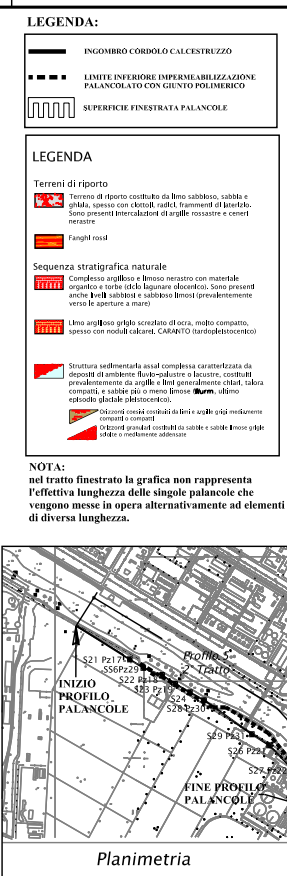 LEGENDA:
INGOMBRO CORDOLO CALCESTRUZZO
LIMITE INFERIORE IMPERMEABILIZZAZIONE
PALANCOLATO CON GIUNTO POLIMERICO
SUPERFICIE FINESTRATA PALANCOLE
LEGENDA
Terreni di riporto
Terreno di riporto costituito da limo sabbioso, sabbia e
ghiaia, spesso con ciottoli, radici, frammenti di laterizio.
Sono presenti intercalazioni di argille rossastre e ceneri
nerastre
Fanghi rossi
Sequenza stratigrafica naturale
Complesso argilloso e limoso nerastro con materiale
organico e torbe (ciclo lagunare olocenico). Sono presenti
anche livelli sabbiosi e sabbioso limosi (prevalentemente
verso le aperture a mare)
Limo argilloso grigio screziato di ocra, molto compatto,
spesso con noduli calcarei, CARANTO (tardopleistocenico)
Struttura sedimentaria assai complessa caratterizzata da
depositi di ambiente fluvio-palustre o lacustre, costituiti
prevalentemente da argille e limi generalmente chiari, talora
compatti, e sabbie più o meno limose (Wurm, ultimo
episodio glaciale pleistocenico).
Orizzonti coesivi costituiti da limi e argille grigi mediamente
compatti o compatti
Orizzonti granulari costituiti da sabbie e sabbie limose grigie
sciolte o mediamente addensate
NOTA:
nel tratto finestrato la grafica non rappresenta
l'effettiva lunghezza delle singole palancole che
vengono messe in opera alternativamente ad elementi
di diversa lunghezza.
Profilo 5
2° Tratto
S21 Pz17
SS6Pz29
S22 Pz18
S23 Pz19
S24
S28 Pz30
S29 Pz31
S26 Pz21
S27 Pz22
INIZIO
PROFILO
PALANCOLE
FINE PROFILO
PALANCOLE
Planimetria